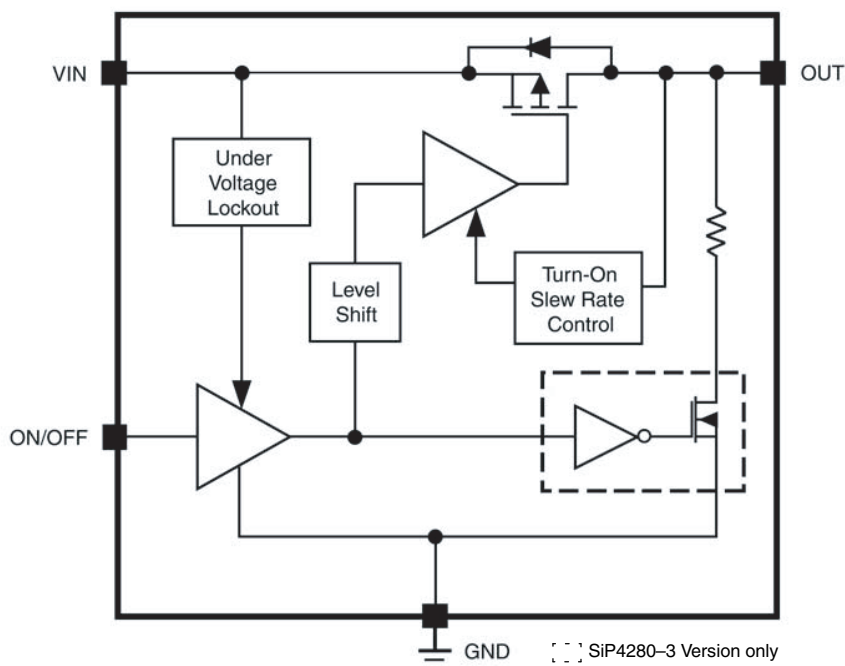 VIN
OUT
Under
Voltage
Lockout
Level
Shift
Turn-On
Slew Rate
Control
ON/OFF
GND
SiP4280–3 Version only